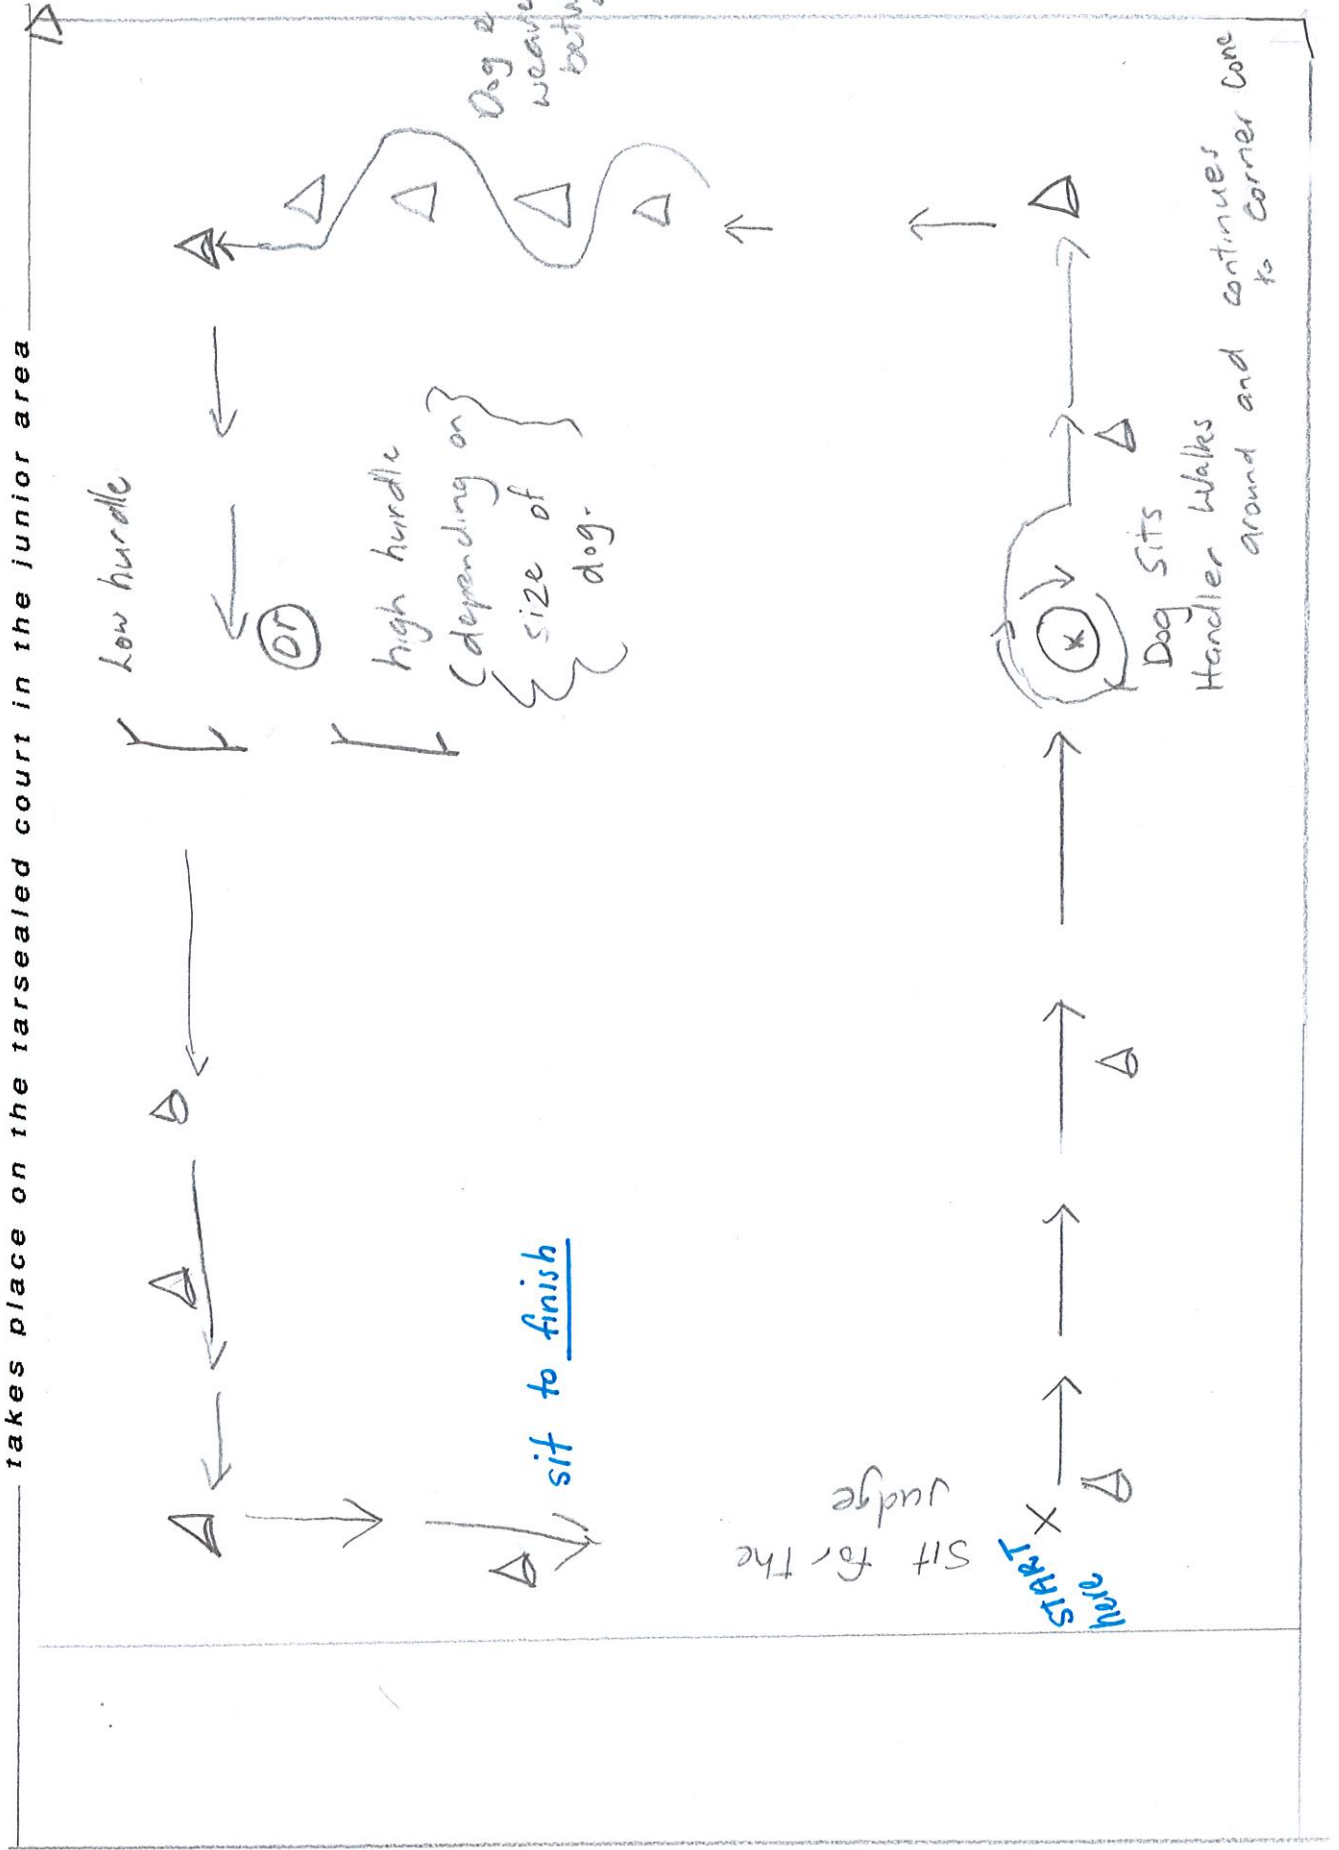 takes place on the tarsealed court in the junior area
Low hurdle
or
high hurdle
(depending on
size of
dog.
Dog &
weave
sit to finish
Sit for the
Judge
START
here
Dog Sits
Handler Walks
around and continues
to corner cone